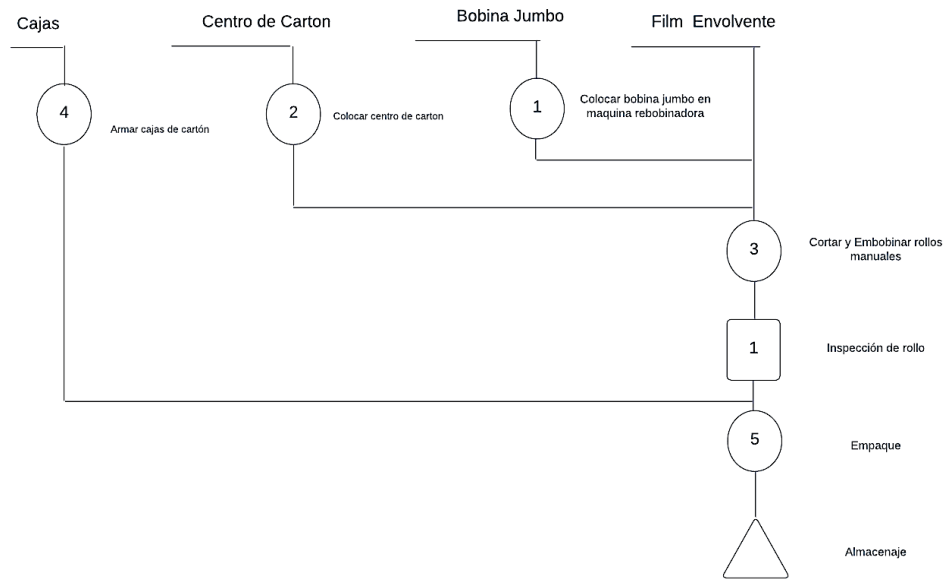 Cajas
Centro de Carton
Bobina Jumbo
Film Envolvente
4
Armar cajas de cartón
2
Colocar centro de carton
1
Colocar bobina jumbo en
maquina rebobinadora
3
Cortar y Embobinar rollos
manuales
1
Inspección de rollo
5
Empaque
Almacenaje